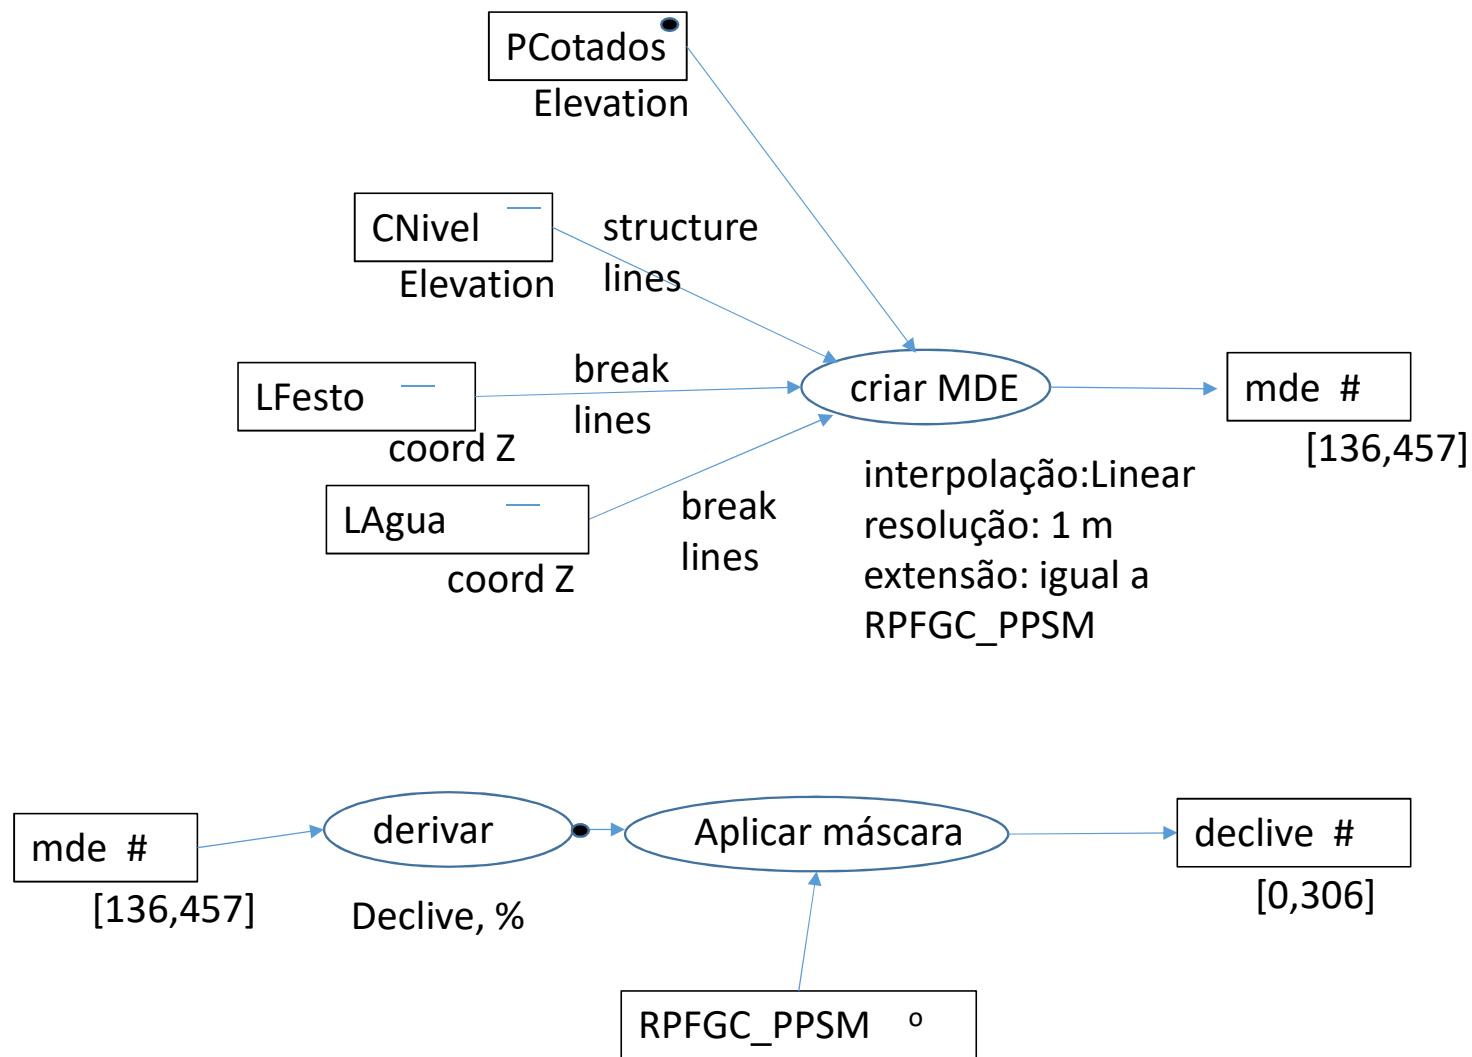 PCotados
Elevation
CNivel
Elevation
structure
lines
LFesto
coord Z
break
lines
LAgua
coord Z
break
lines
criar MDE
interpolação:Linear
resolução: 1 m
extensão: igual a
RPFGC_PPSM
mde #
[136,457]
mde #
[136,457]
derivar
Declive, %
Aplicar máscara
declive #
[0,306]
RPFGC_PPSM o